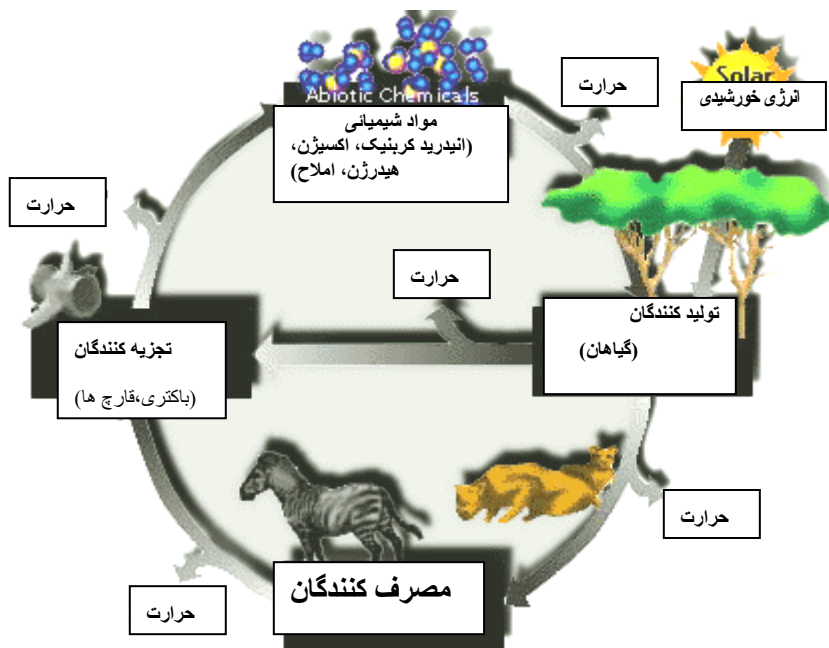 Solar
انرژی خورشیدی
حرارت
Abiotic Chemicals
مواد شیمیائی
(انیدرید کربنیک، اکسیژن،
هیدرژن، املاح)
حرارت
حرارت
تولید کنندگان
(گیاهان)
تجزیه کنندگان
(باکتری،قارچ ها)
حرارت
مصرف کنندگان
حرارت